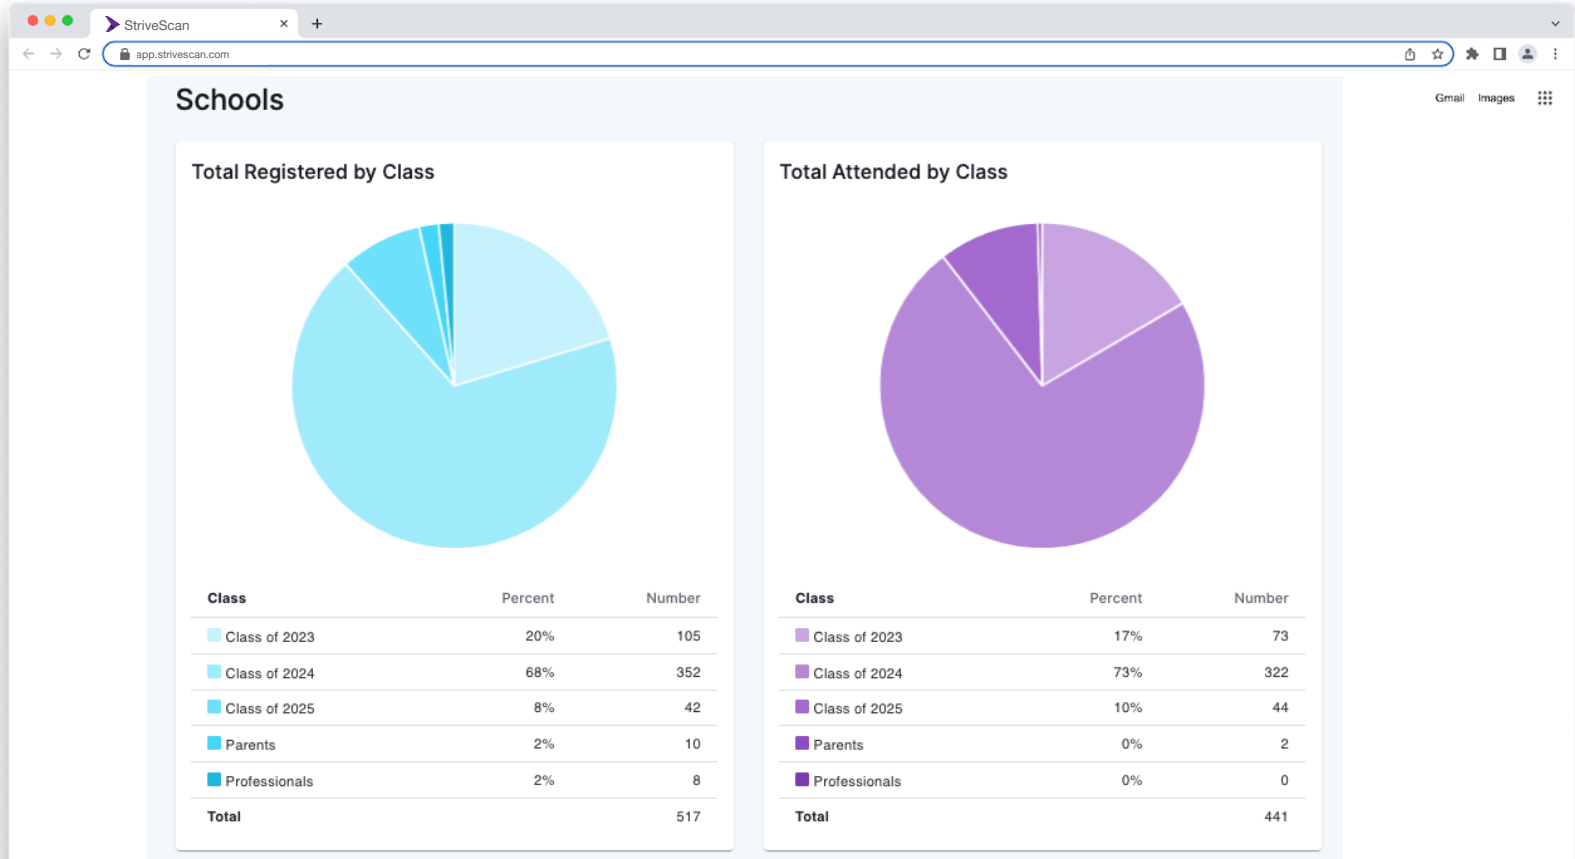 StriveScan
app.strivescan.com
Gmail Images
Schools
Total Registered by Class
Class Percent Number
Class of 2023 20% 105
Class of 2024 68% 352
Class of 2025 8% 42
Parents 2% 10
Professionals 2% 8
Total 517
Total Attended by Class
Class Percent Number
Class of 2023 17% 73
Class of 2024 73% 322
Class of 2025 10% 44
Parents 0% 2
Professionals 0% 0
Total 441